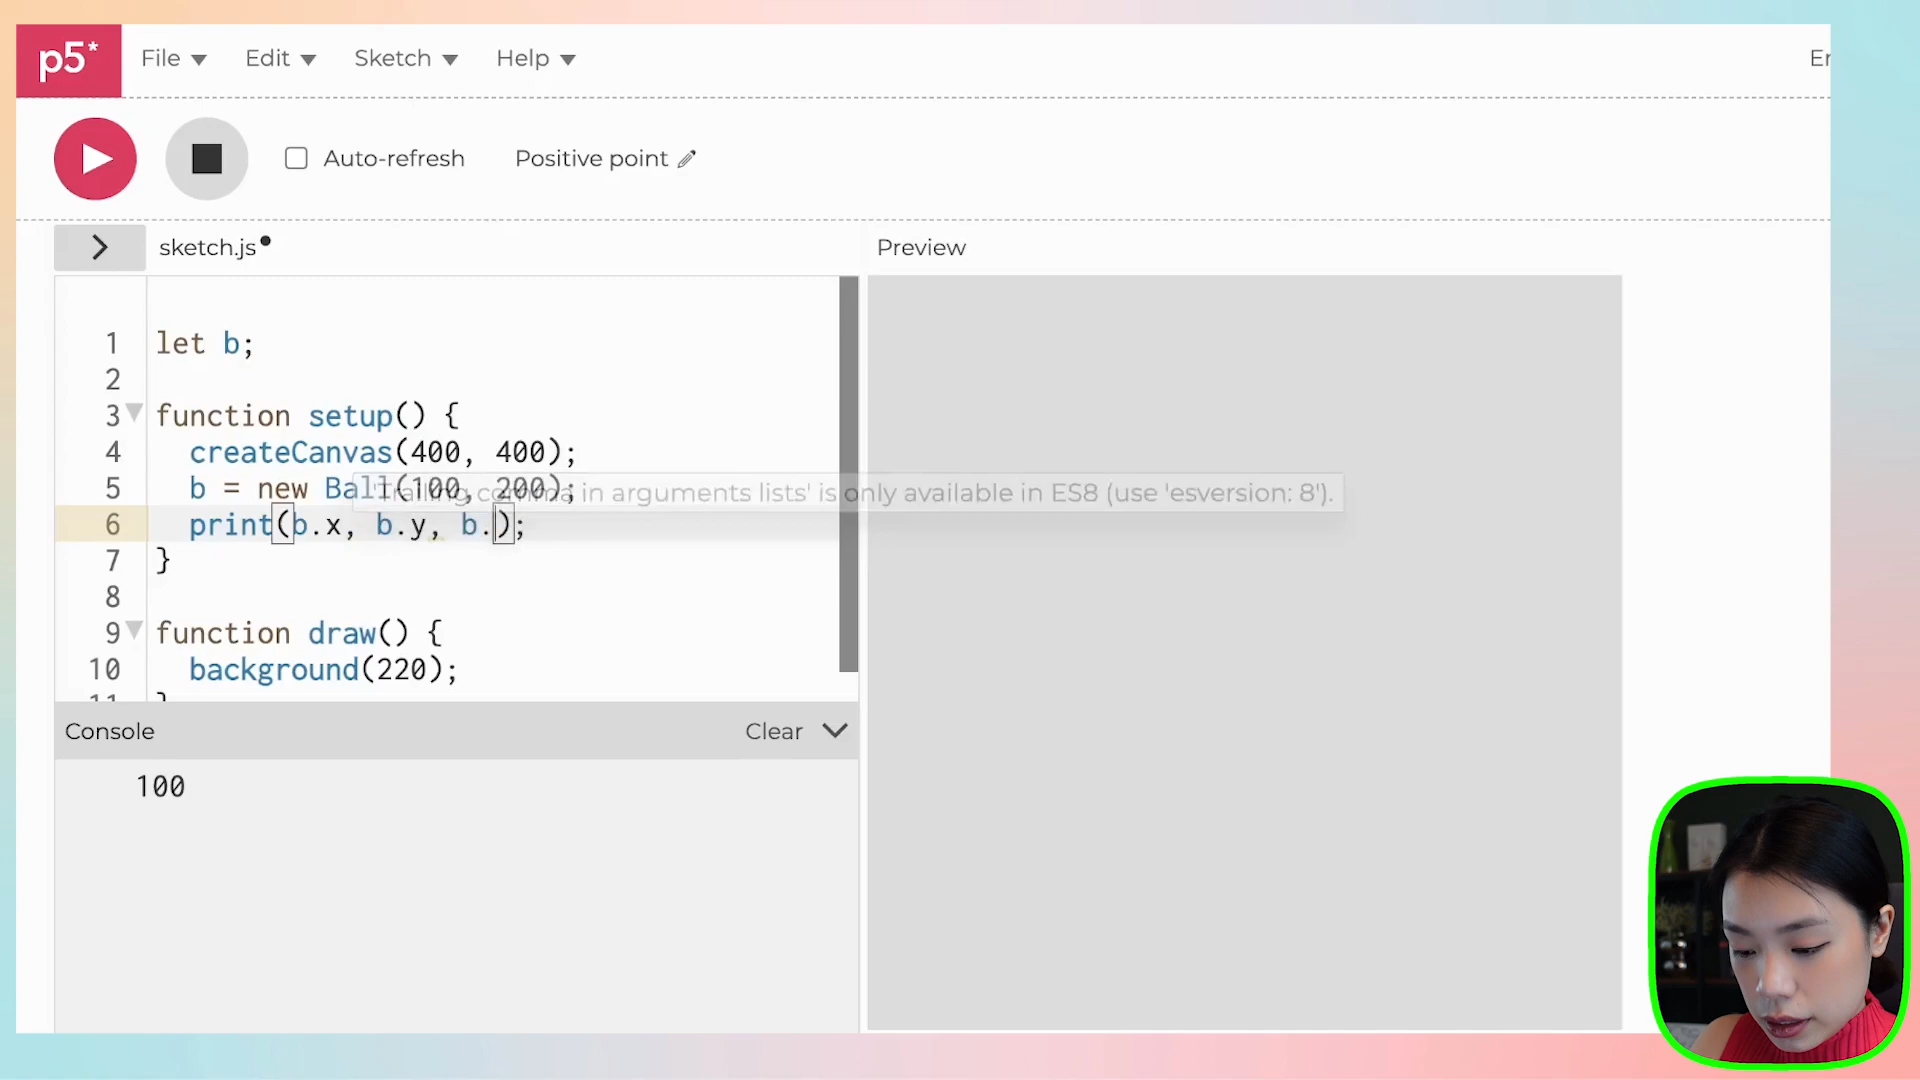 p5* File Edit Sketch Help
Auto-refresh Positive point
> sketch.js Preview
1 let b;
2
3 function setup() {
4 createCanvas(400, 400);
5 b = new Ball(100, 200);
'Trailing comma in arguments lists' is only available in ES8 (use 'esversion: 8').
6 print(b.x, b.y, b.);
7 }
8
9 function draw() {
10 background(220);
Console Clear
100